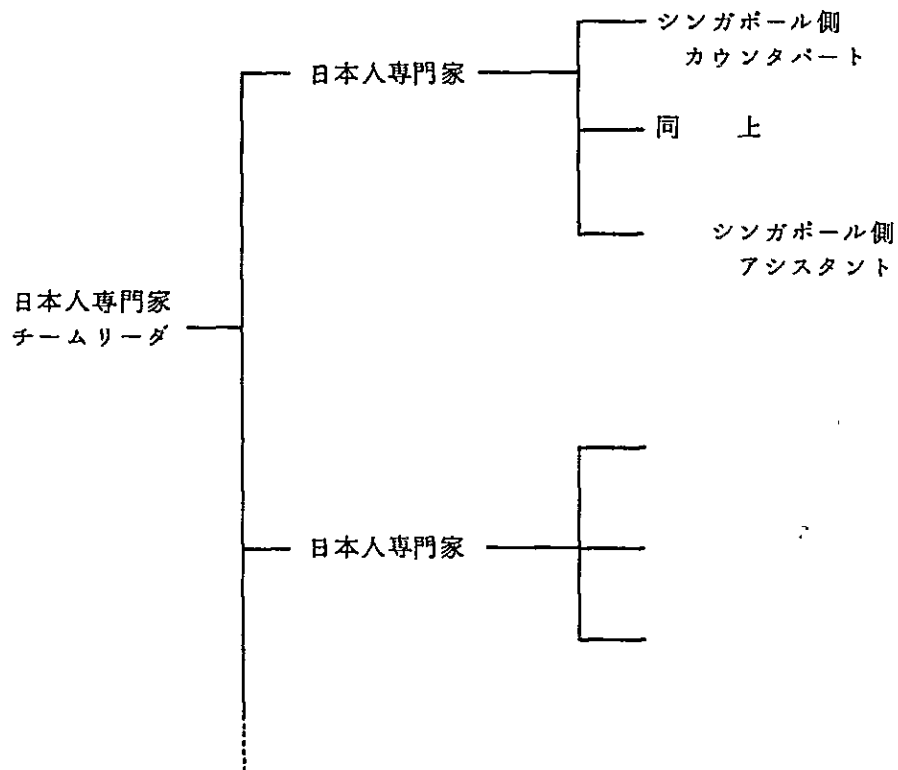 シンガポール側
カウンタパート
日本人専門家
同 上
シンガポール側
アシスタント
日本人専門家
チームリーダ
日本人専門家